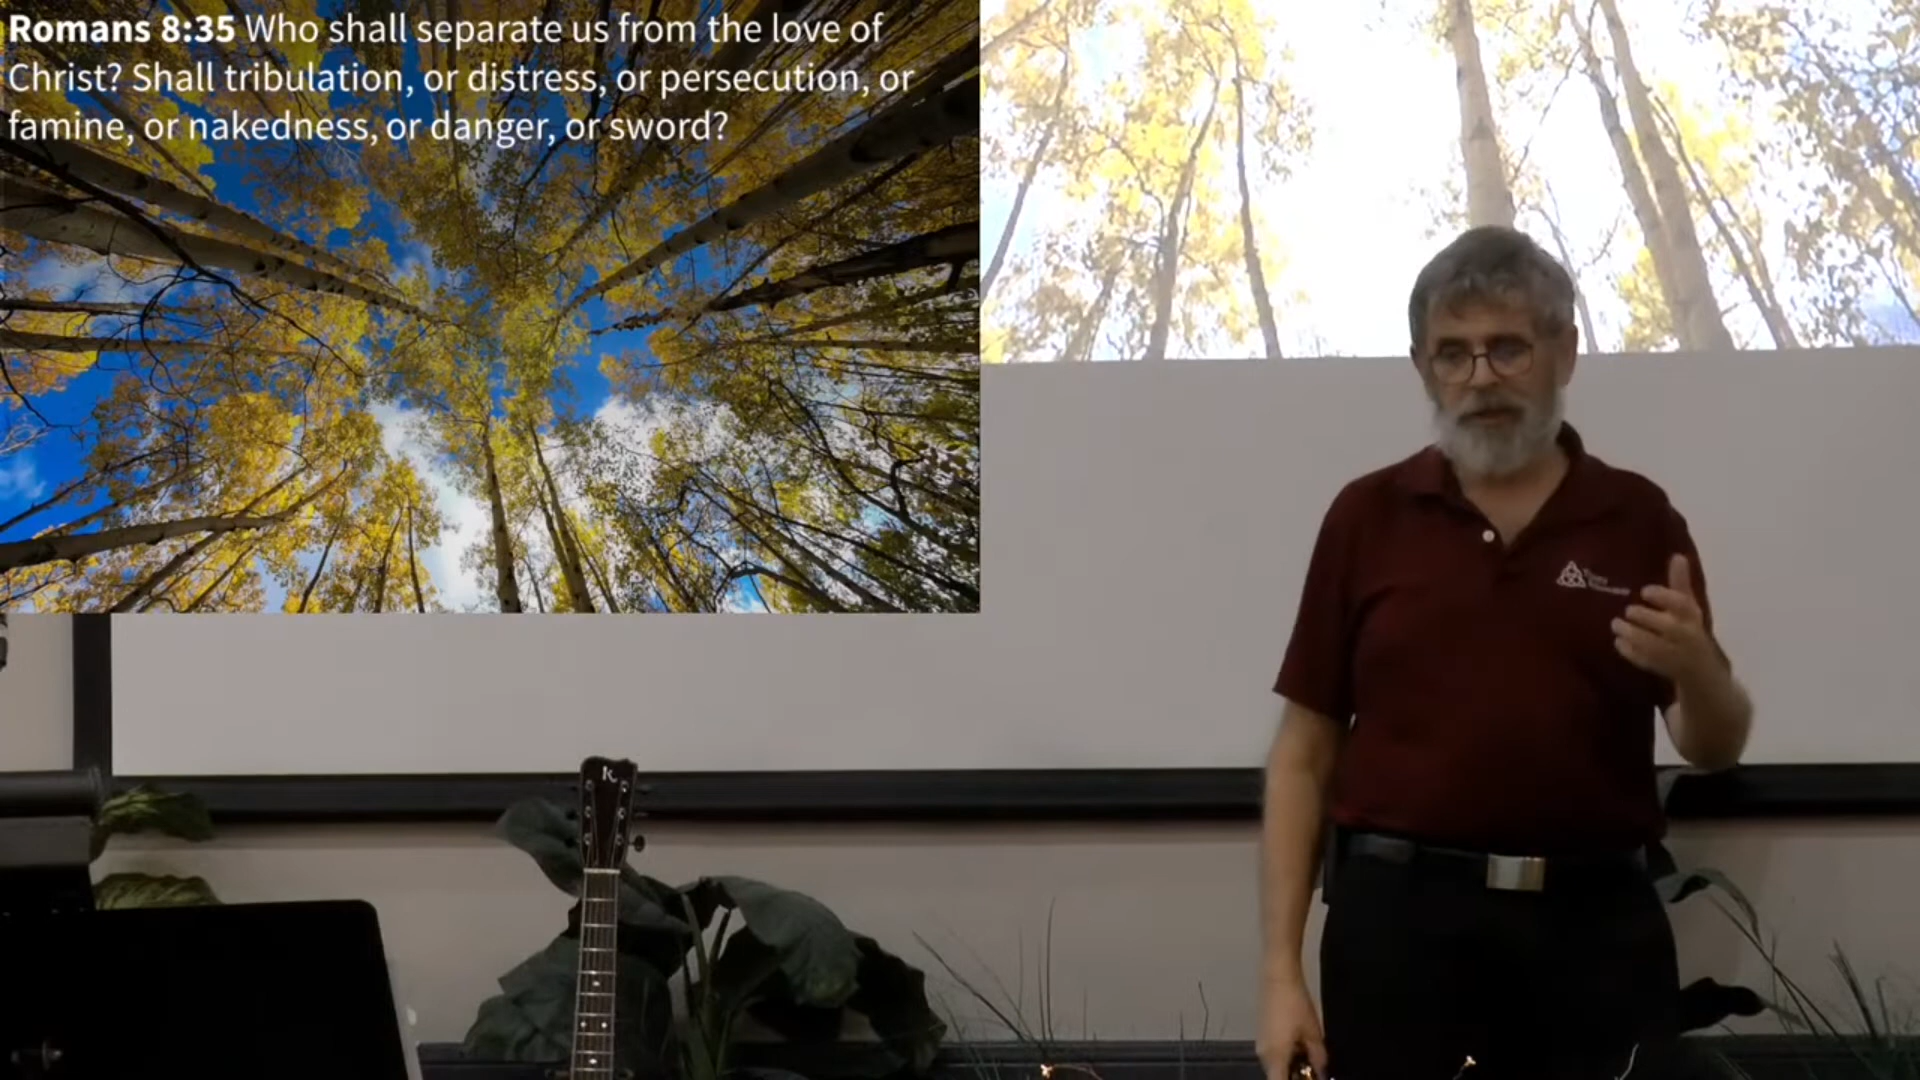 Romans 8:35 Who shall separate us from the love of
Christ? Shall tribulation, or distress, or persecution, or
famine, or nakedness, or danger, or sword?
K